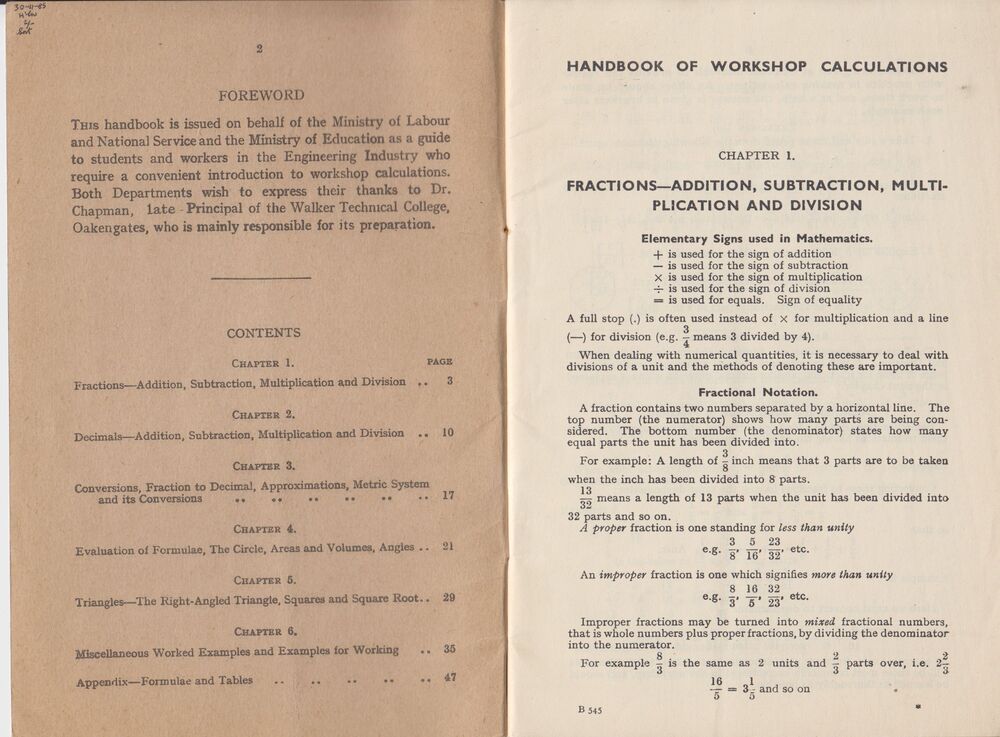 30-11-85
2
FOREWORD
This handbook is issued on behalf of the Ministry of Labour
and National Service and the Ministry of Education as a guide
to students and workers in the Engineering Industry who
require a convenient introduction to workshop calculations.
Both Departments wish to express their thanks to Dr.
Chapman, late Principal of the Walker Technical College,
Oakengates, who is mainly responsible for its preparation.
CONTENTS
Chapter 1. PAGE
Fractions—Addition, Subtraction, Multiplication and Division .. 3
Chapter 2.
Decimals—Addition, Subtraction, Multiplication and Division .. 10
Chapter 3.
Conversions, Fraction to Decimal, Approximations, Metric System
and its Conversions .. .. .. .. .. .. 17
Chapter 4.
Evaluation of Formulae, The Circle, Areas and Volumes, Angles .. 21
Chapter 5.
Triangles—The Right-Angled Triangle, Squares and Square Root.. 29
Chapter 6.
Miscellaneous Worked Examples and Examples for Working .. 35
Appendix—Formulae and Tables .. .. .. .. .. 47
HANDBOOK OF WORKSHOP CALCULATIONS
CHAPTER 1.
FRACTIONS—ADDITION, SUBTRACTION, MULTI-
PLICATION AND DIVISION
Elementary Signs used in Mathematics.
+ is used for the sign of addition
— is used for the sign of subtraction
× is used for the sign of multiplication
÷ is used for the sign of division
= is used for equals. Sign of equality
A full stop (.) is often used instead of × for multiplication and a line
(—) for division (e.g. 3/4 means 3 divided by 4).
When dealing with numerical quantities, it is necessary to deal with
divisions of a unit and the methods of denoting these are important.
Fractional Notation.
A fraction contains two numbers separated by a horizontal line. The
top number (the numerator) shows how many parts are being con-
sidered. The bottom number (the denominator) states how many
equal parts the unit has been divided into.
For example: A length of 3/8 inch means that 3 parts are to be taken
when the inch has been divided into 8 parts.
13/32 means a length of 13 parts when the unit has been divided into
32 parts and so on.
A proper fraction is one standing for less than unity
e.g. 3/8, 5/16, 23/32, etc.
An improper fraction is one which signifies more than unity
e.g. 8/3, 16/5, 32/23, etc.
Improper fractions may be turned into mixed fractional numbers,
that is whole numbers plus proper fractions, by dividing the denominator
into the numerator.
For example 8/3 is the same as 2 units and 2/3 parts over, i.e. 2 2/3
16/5 = 3 1/5 and so on
B 545 *